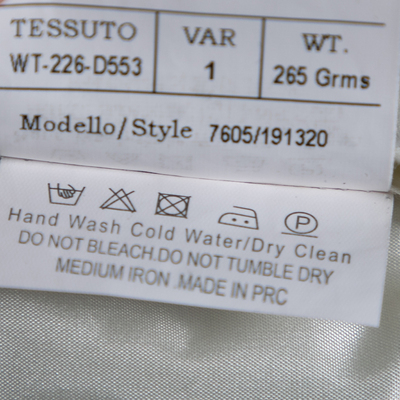 TESSUTO VAR WT.
WT-226-D553 1 265 Grms
Modello/Style 7605/191320
P
Hand Wash Cold Water/Dry Clean
DO NOT BLEACH.DO NOT TUMBLE DRY
MEDIUM IRON .MADE IN PRC